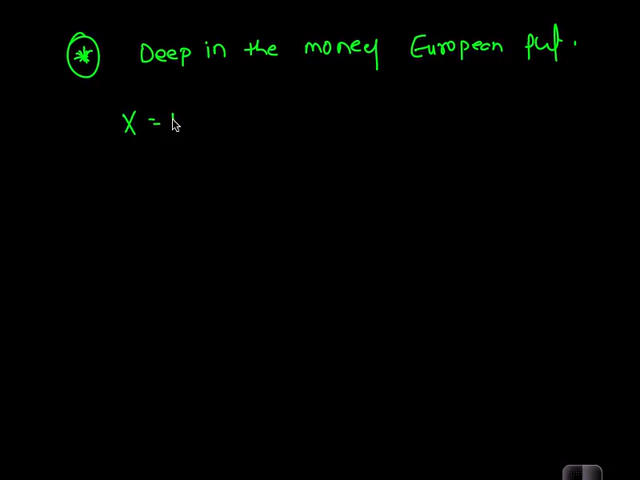 * Deep in the money European put.
X =